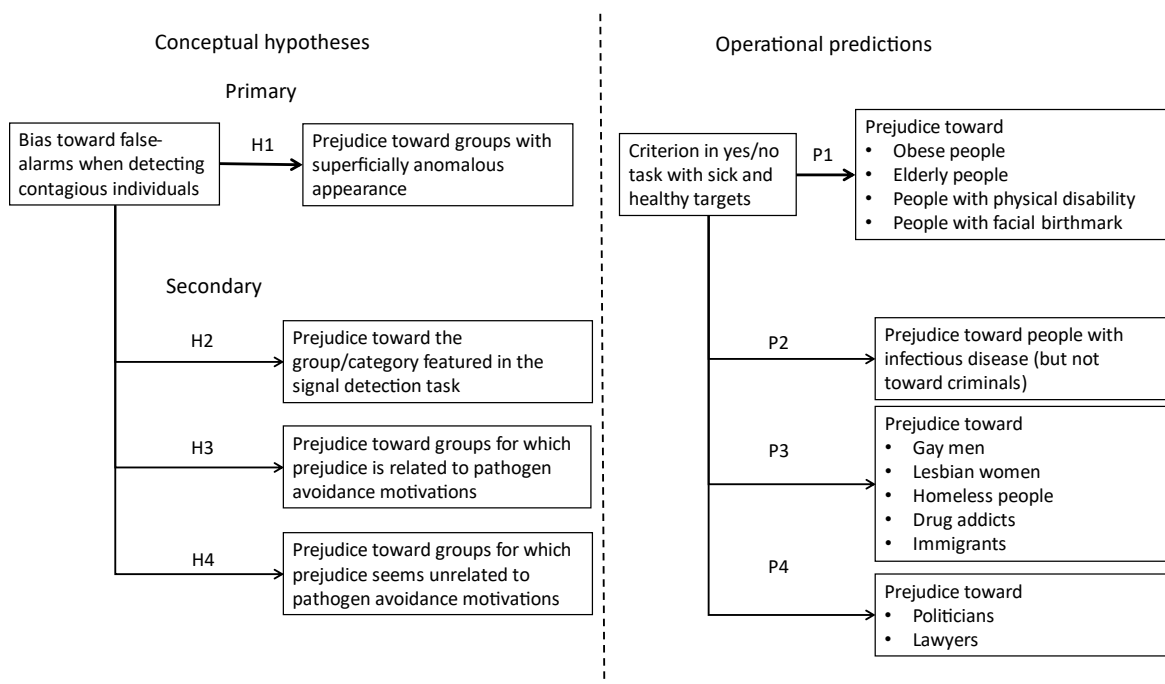 Conceptual hypotheses
Primary
Bias toward false-
alarms when detecting
contagious individuals
H1
Prejudice toward groups with
superficially anomalous
appearance
Secondary
H2
Prejudice toward the
group/category featured in the
signal detection task
H3
Prejudice toward groups for which
prejudice is related to pathogen
avoidance motivations
H4
Prejudice toward groups for which
prejudice seems unrelated to
pathogen avoidance motivations
Operational predictions
Criterion in yes/no
task with sick and
healthy targets
P1
Prejudice toward
• Obese people
• Elderly people
• People with physical disability
• People with facial birthmark
P2
Prejudice toward people with
infectious disease (but not
toward criminals)
P3
Prejudice toward
• Gay men
• Lesbian women
• Homeless people
• Drug addicts
• Immigrants
P4
Prejudice toward
• Politicians
• Lawyers